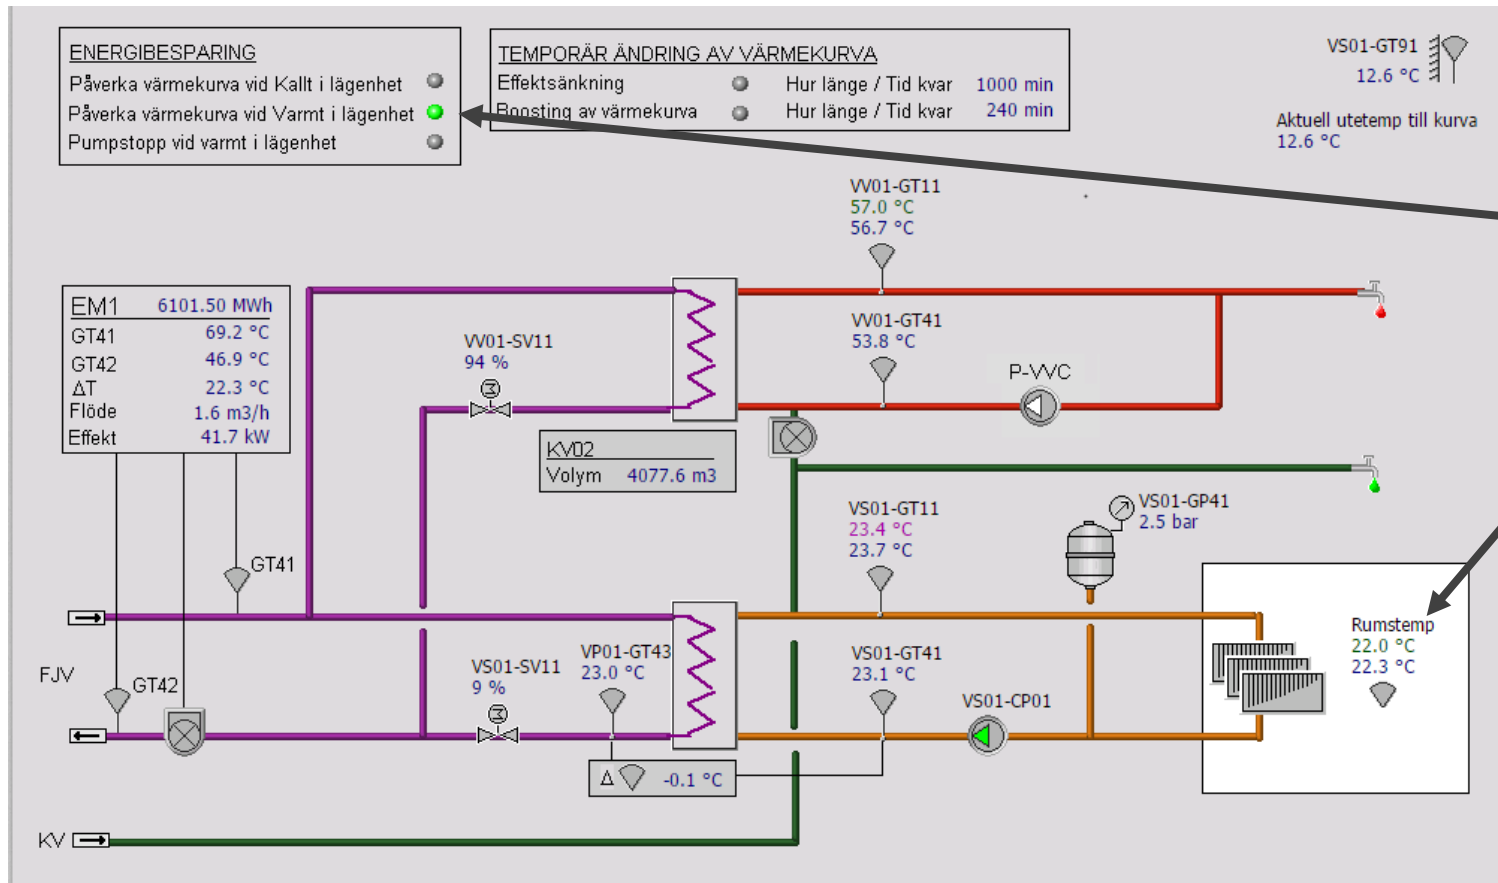 ENERGIBESPARING
Påverka värmekurva vid Kallt i lägenhet
Påverka värmekurva vid Varmt i lägenhet
Pumpstopp vid varmt i lägenhet
TEMPORÄR ÄNDRING AV VÄRMEKURVA
Effektsänkning Hur länge / Tid kvar 1000 min
Boosting av värmekurva Hur länge / Tid kvar 240 min
VS01-GT91
12.6 °C
Aktuell utetemp till kurva
12.6 °C
VV01-GT11
57.0 °C
56.7 °C
EM1 6101.50 MWh
GT41 69.2 °C
GT42 46.9 °C
ΔT 22.3 °C
Flöde 1.6 m3/h
Effekt 41.7 kW
VV01-SV11
94 %
M
VV01-GT41
53.8 °C
P-VVC
KV02
Volym 4077.6 m3
VS01-GT11
23.4 °C
23.7 °C
VS01-GP41
2.5 bar
GT41
FJV
GT42
VS01-SV11
9 %
M
VP01-GT43
23.0 °C
VS01-GT41
23.1 °C
VS01-CP01
Rumstemp
22.0 °C
22.3 °C
Δ -0.1 °C
KV